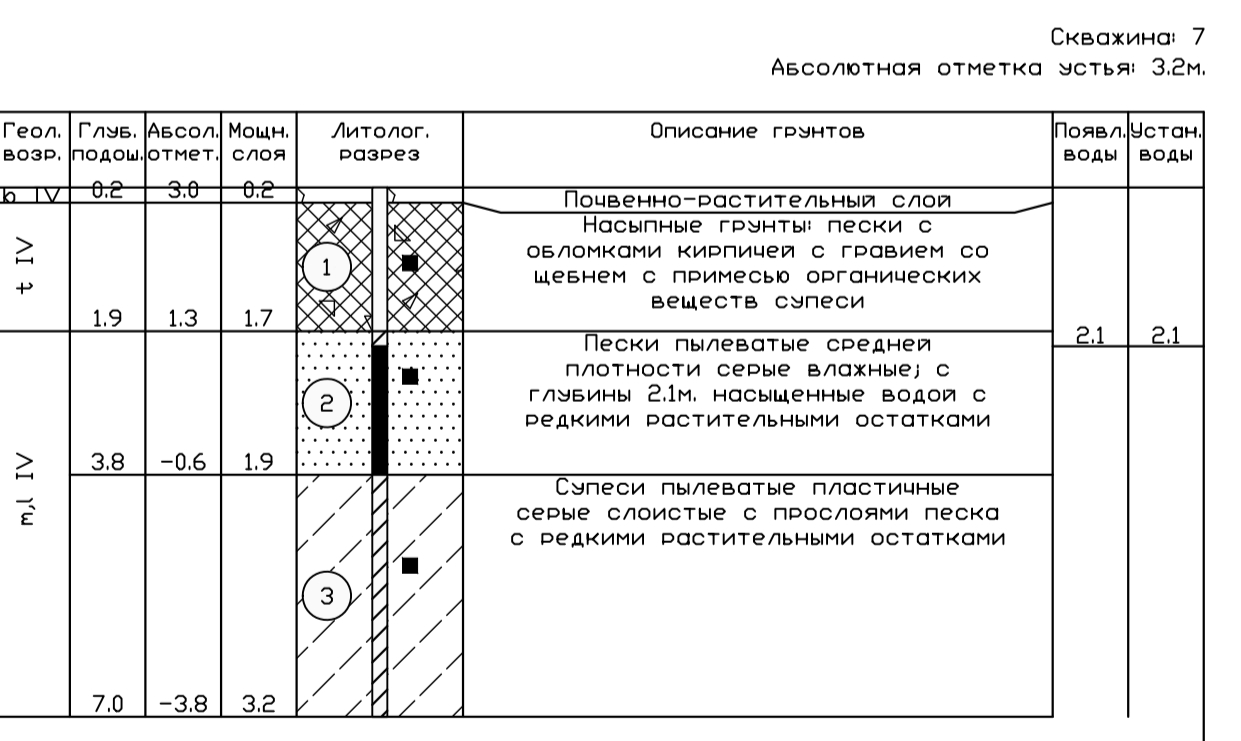 Скважина: 7
Абсолютная отметка устья: 3.2м.
Геол. возр.
Глуб. подош.
Абсол. отмет.
Мощн. слоя
Литолог. разрез
Описание грунтов
Появл. воды
Устан. воды
b IV
0.2
3.0
0.2
Почвенно-растительный слой
t IV
1.9
1.3
1.7
1
Насыпные грунты: пески с
обломками кирпичей с гравием со
щебнем с примесью органических
веществ супеси
2.1
2.1
m,l IV
3.8
-0.6
1.9
2
Пески пылеватые средней
плотности серые влажные; с
глубины 2.1м. насыщенные водой с
редкими растительными остатками
7.0
-3.8
3.2
3
Супеси пылеватые пластичные
серые слоистые с прослоями песка
с редкими растительными остатками